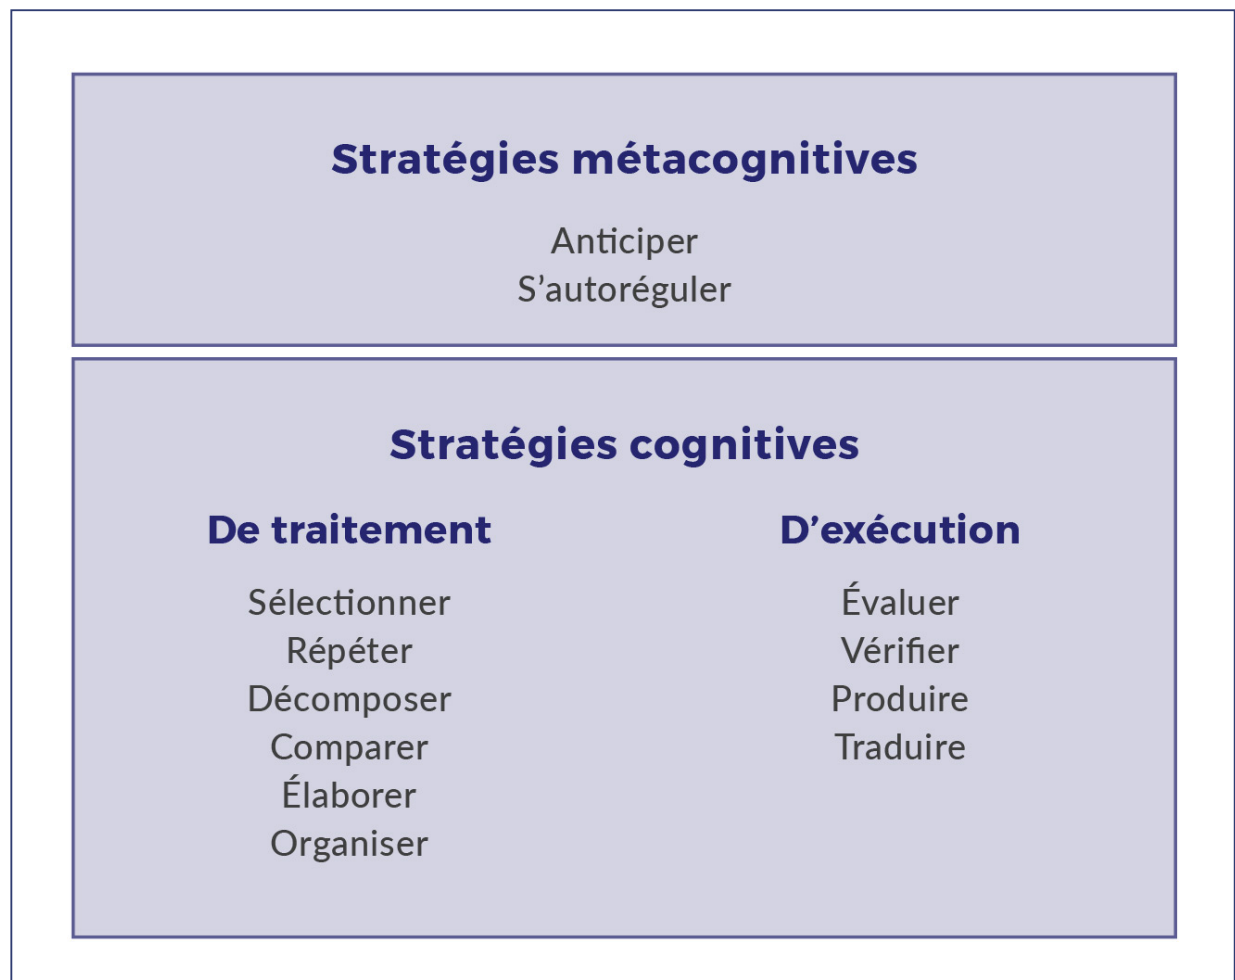 Stratégies métacognitives
Anticiper
S’autoréguler
Stratégies cognitives
De traitement
Sélectionner
Répéter
Décomposer
Comparer
Élaborer
Organiser
D’exécution
Évaluer
Vérifier
Produire
Traduire